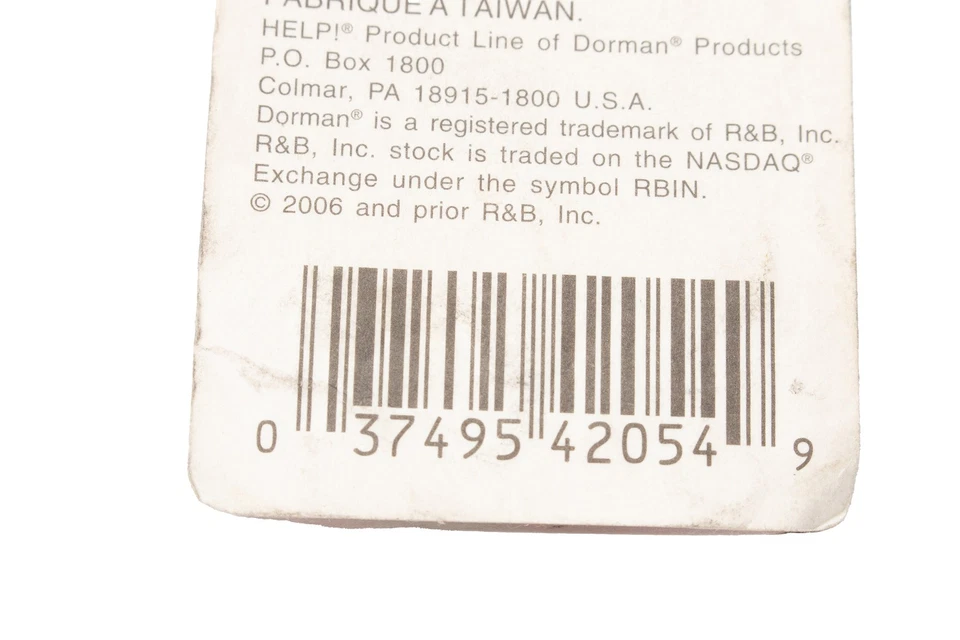 FABRIQUÉ À TAIWAN.
HELP!® Product Line of Dorman® Products
P.O. Box 1800
Colmar, PA 18915-1800 U.S.A.
Dorman® is a registered trademark of R&B, Inc.
R&B, Inc. stock is traded on the NASDAQ®
Exchange under the symbol RBIN.
© 2006 and prior R&B, Inc.
0 37495 42054 9